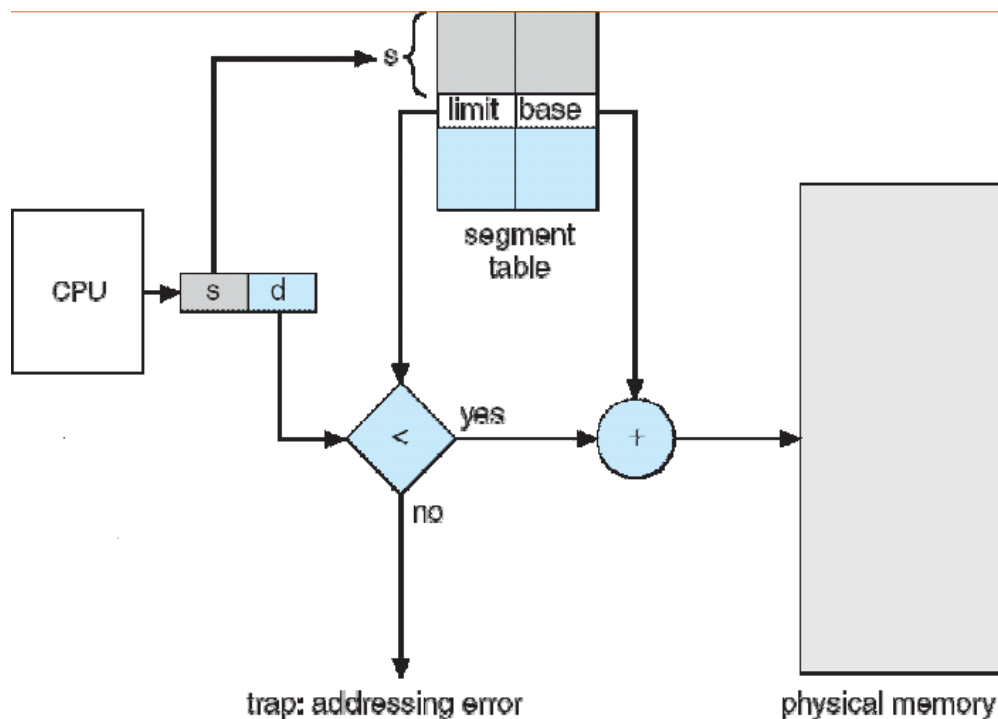 s
limit base
segment
table
CPU
s d
< yes +
no
trap: addressing error
physical memory